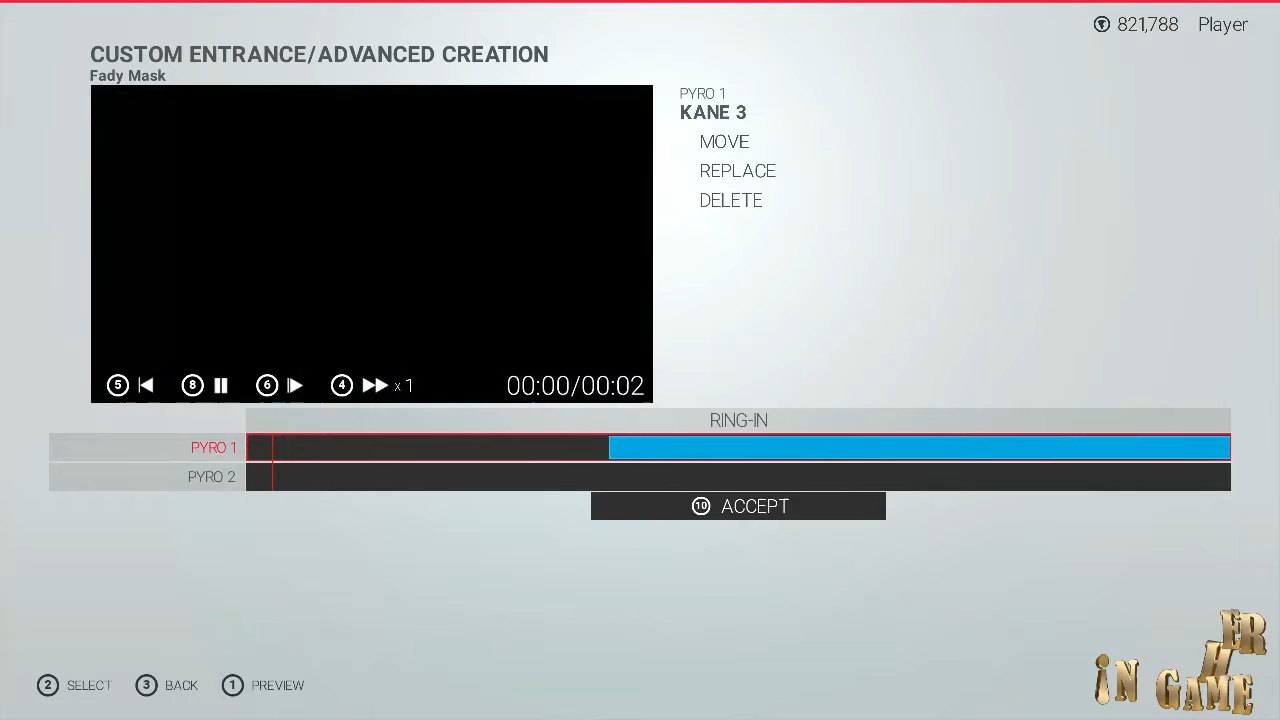 821,788 Player
CUSTOM ENTRANCE/ADVANCED CREATION
Fady Mask
PYRO 1
KANE 3
MOVE
REPLACE
DELETE
5 8 6 4 x 1 00:00/00:02
RING-IN
PYRO 1
PYRO 2
10 ACCEPT
2 SELECT 3 BACK 1 PREVIEW
HER
iN GAME